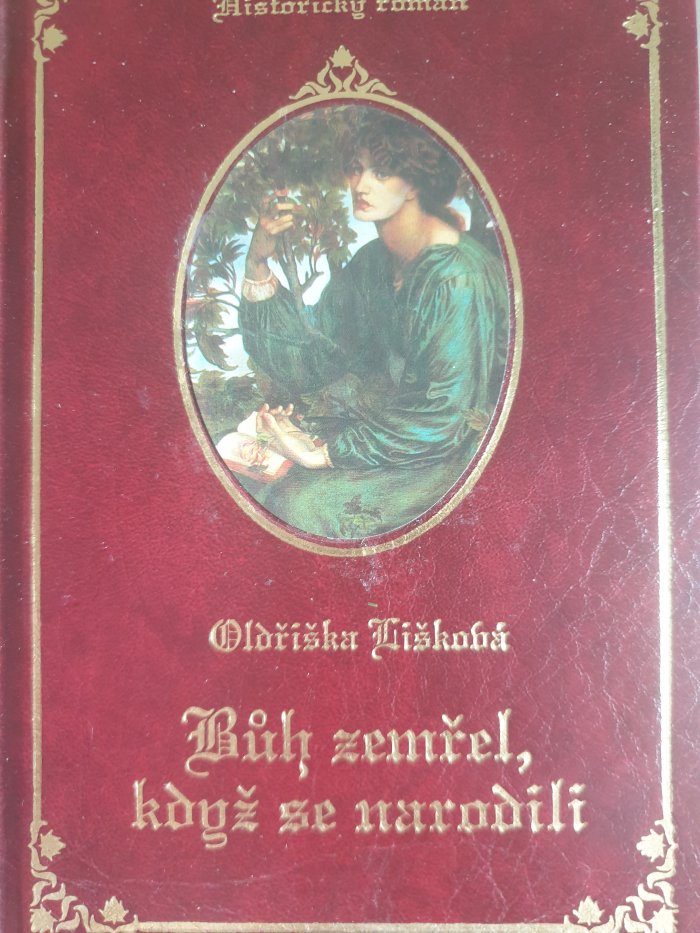 Historický román
Oldřiška Lišková
Bůh zemřel,
když se narodili